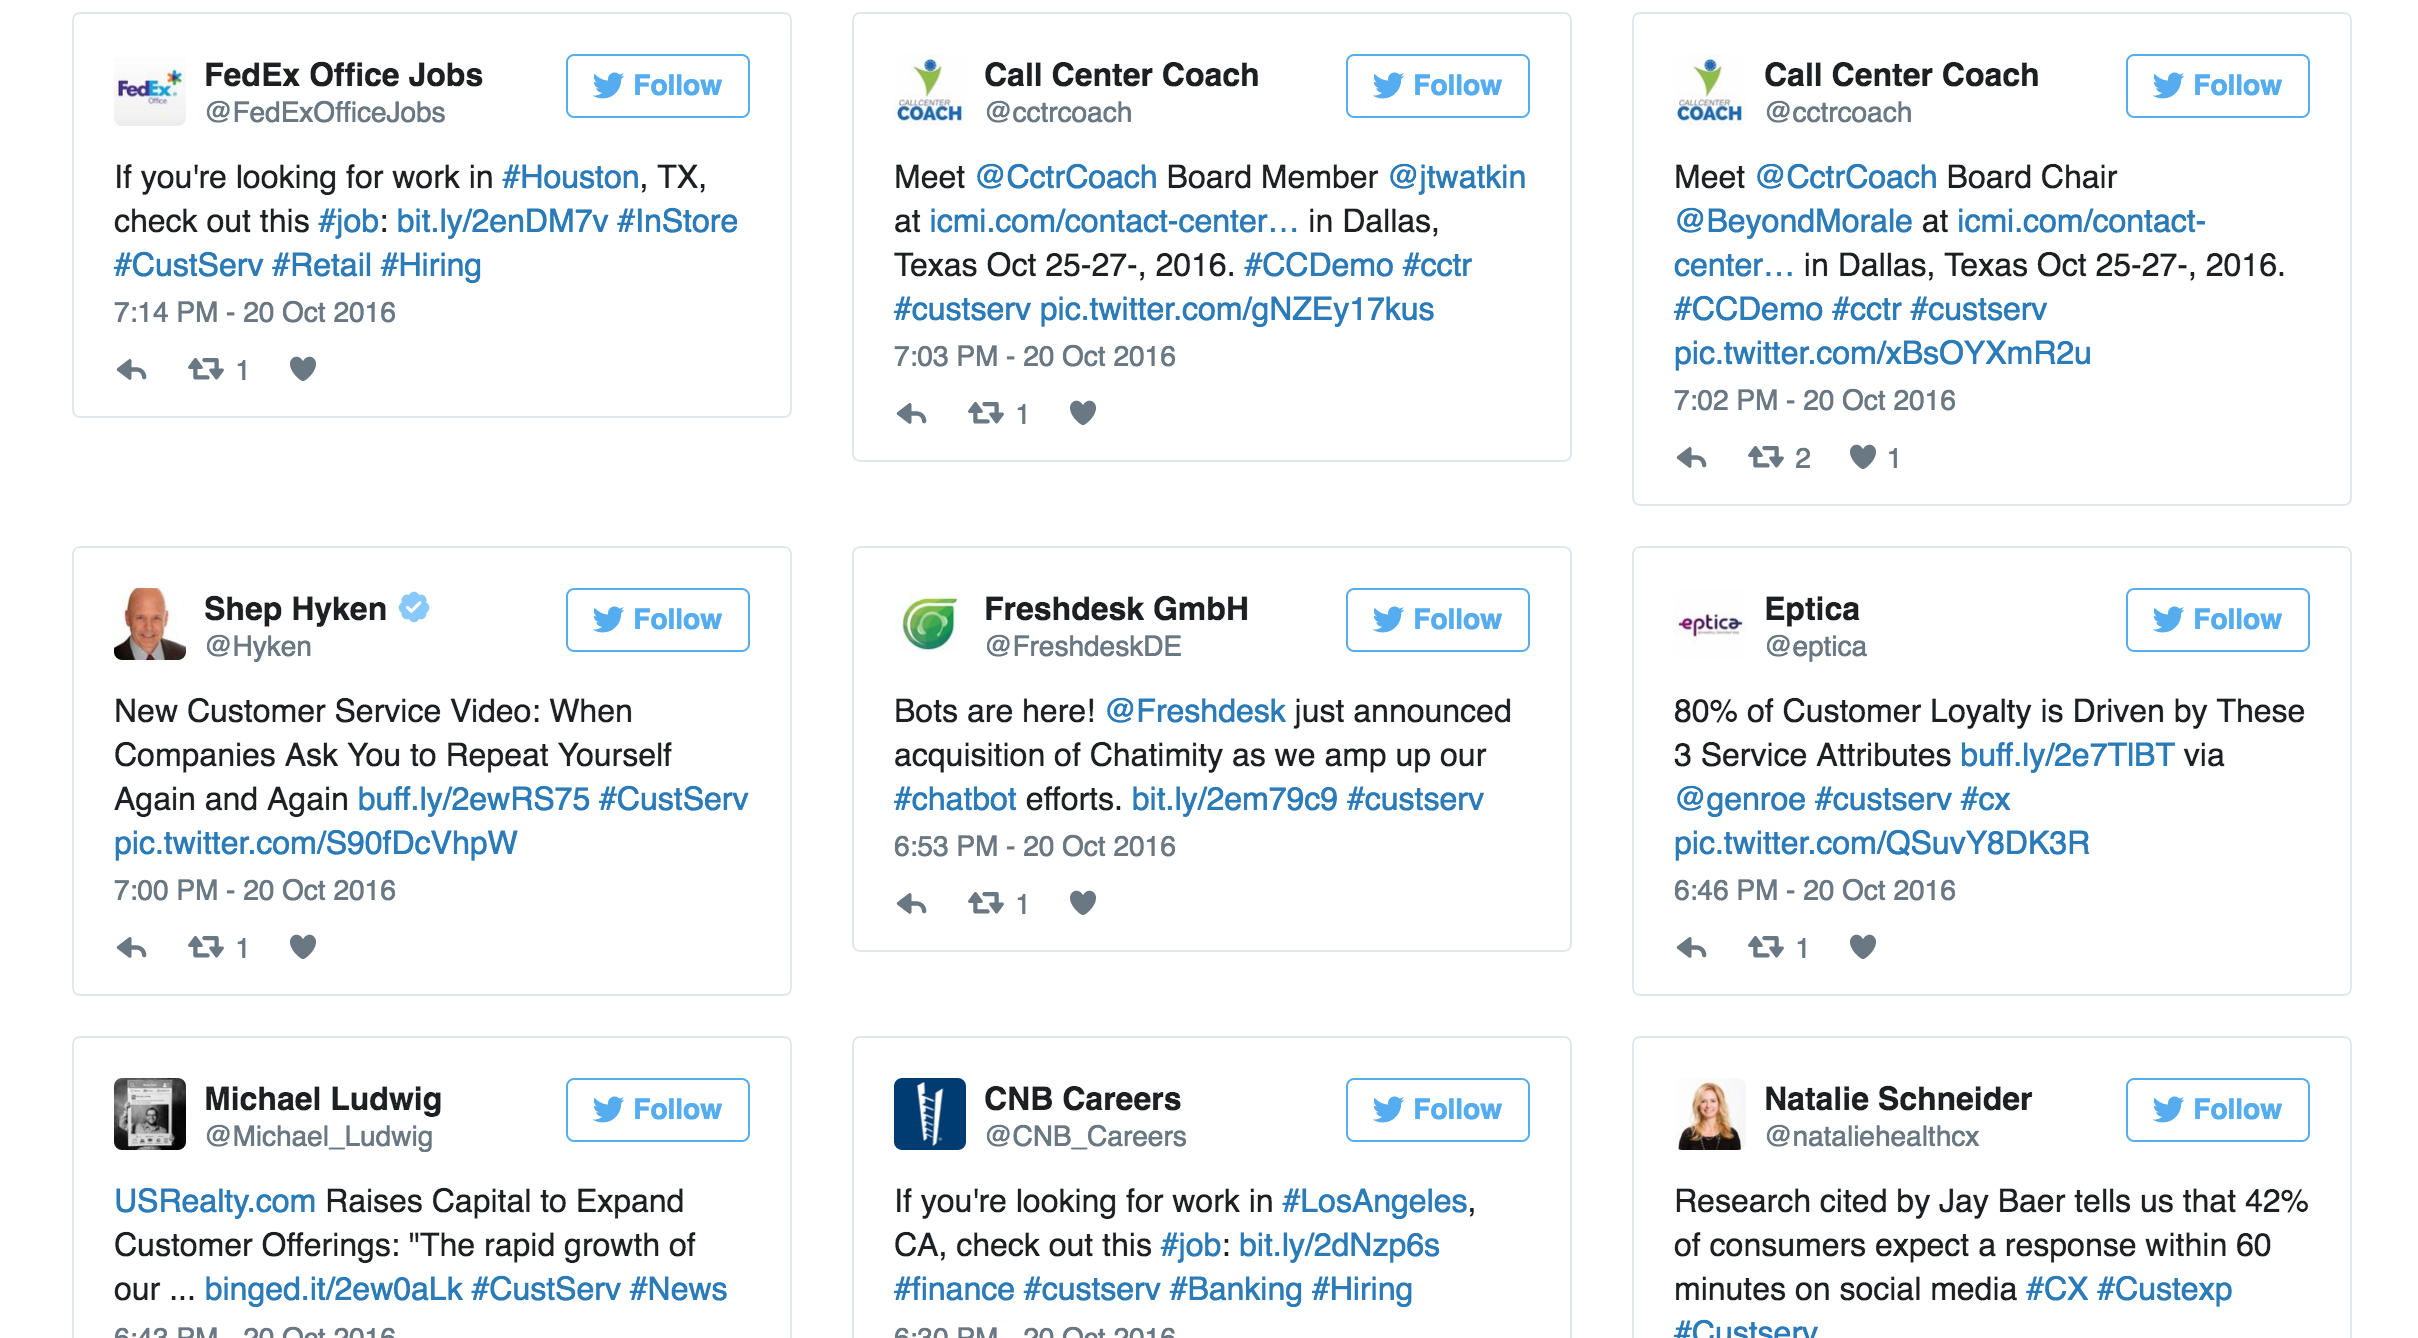 FedEx Office
FedEx Office Jobs
@FedExOfficeJobs
Follow
If you're looking for work in #Houston, TX,
check out this #job: bit.ly/2enDM7v #InStore
#CustServ #Retail #Hiring
7:14 PM - 20 Oct 2016
1
CALLCENTER
COACH
Call Center Coach
@cctrcoach
Follow
Meet @CctrCoach Board Member @jtwatkin
at icmi.com/contact-center… in Dallas,
Texas Oct 25-27-, 2016. #CCDemo #cctr
#custserv pic.twitter.com/gNZEy17kus
7:03 PM - 20 Oct 2016
1
CALLCENTER
COACH
Call Center Coach
@cctrcoach
Follow
Meet @CctrCoach Board Chair
@BeyondMorale at icmi.com/contact-
center… in Dallas, Texas Oct 25-27-, 2016.
#CCDemo #cctr #custserv
pic.twitter.com/xBsOYXmR2u
7:02 PM - 20 Oct 2016
2 1
Shep Hyken
@Hyken
Follow
New Customer Service Video: When
Companies Ask You to Repeat Yourself
Again and Again buff.ly/2ewRS75 #CustServ
pic.twitter.com/S90fDcVhpW
7:00 PM - 20 Oct 2016
1
Freshdesk GmbH
@FreshdeskDE
Follow
Bots are here! @Freshdesk just announced
acquisition of Chatimity as we amp up our
#chatbot efforts. bit.ly/2em79c9 #custserv
6:53 PM - 20 Oct 2016
1
eptica
Eptica
@eptica
Follow
80% of Customer Loyalty is Driven by These
3 Service Attributes buff.ly/2e7TlBT via
@genroe #custserv #cx
pic.twitter.com/QSuvY8DK3R
6:46 PM - 20 Oct 2016
1
Michael Ludwig
@Michael_Ludwig
Follow
USRealty.com Raises Capital to Expand
Customer Offerings: "The rapid growth of
our ... binged.it/2ew0aLk #CustServ #News
6:43 PM - 20 Oct 2016
CNB Careers
@CNB_Careers
Follow
If you're looking for work in #LosAngeles,
CA, check out this #job: bit.ly/2dNzp6s
#finance #custserv #Banking #Hiring
6:30 PM - 20 Oct 2016
Natalie Schneider
@nataliehealthcx
Follow
Research cited by Jay Baer tells us that 42%
of consumers expect a response within 60
minutes on social media #CX #Custexp
#Custserv